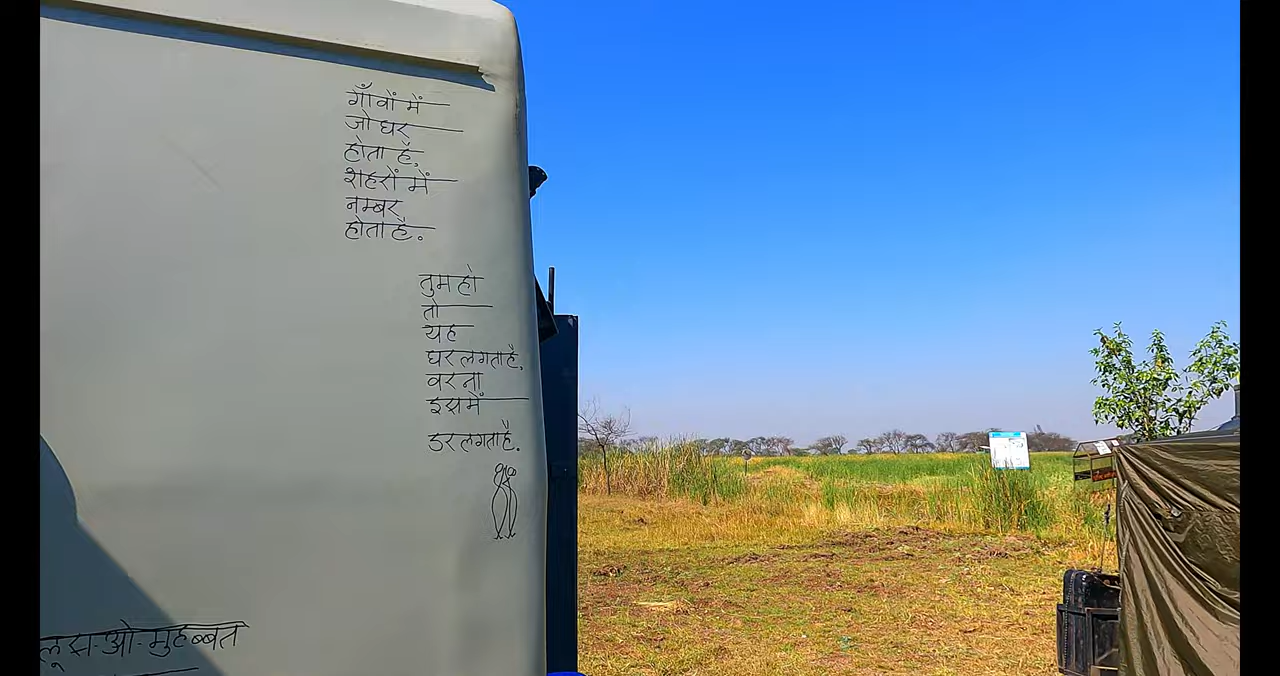 गाँवों में
जो घर
होता है,
शहरों में
नम्बर
होता है.
तुम हो
तो
यह
घर लगता है,
वरना
इसमें
डर लगता है.
लूस-ओ-मुहब्बत